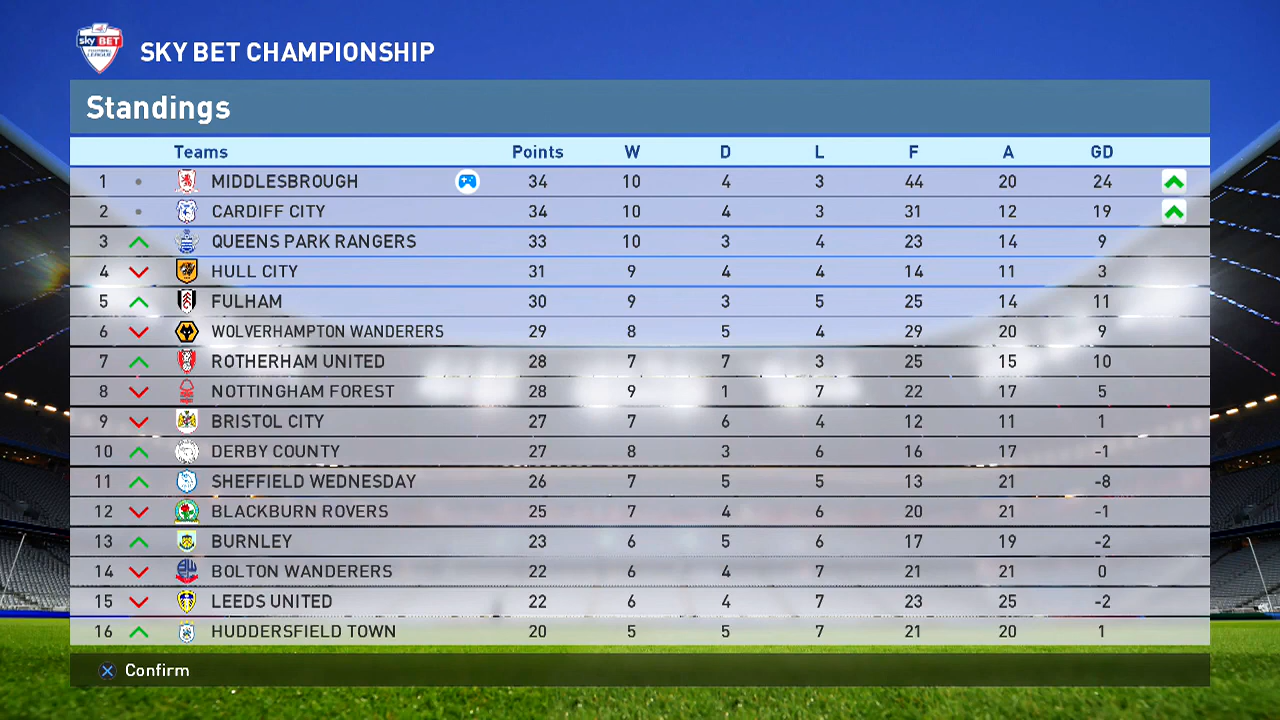 sky BET
SKY BET CHAMPIONSHIP
Standings
Teams Points W D L F A GD
1 MIDDLESBROUGH 34 10 4 3 44 20 24
2 CARDIFF CITY 34 10 4 3 31 12 19
3 QUEENS PARK RANGERS 33 10 3 4 23 14 9
4 HULL CITY 31 9 4 4 14 11 3
5 FULHAM 30 9 3 5 25 14 11
6 WOLVERHAMPTON WANDERERS 29 8 5 4 29 20 9
7 ROTHERHAM UNITED 28 7 7 3 25 15 10
8 NOTTINGHAM FOREST 28 9 1 7 22 17 5
9 BRISTOL CITY 27 7 6 4 12 11 1
10 DERBY COUNTY 27 8 3 6 16 17 -1
11 SHEFFIELD WEDNESDAY 26 7 5 5 13 21 -8
12 BLACKBURN ROVERS 25 7 4 6 20 21 -1
13 BURNLEY 23 6 5 6 17 19 -2
14 BOLTON WANDERERS 22 6 4 7 21 21 0
15 LEEDS UNITED 22 6 4 7 23 25 -2
16 HUDDERSFIELD TOWN 20 5 5 7 21 20 1
Confirm